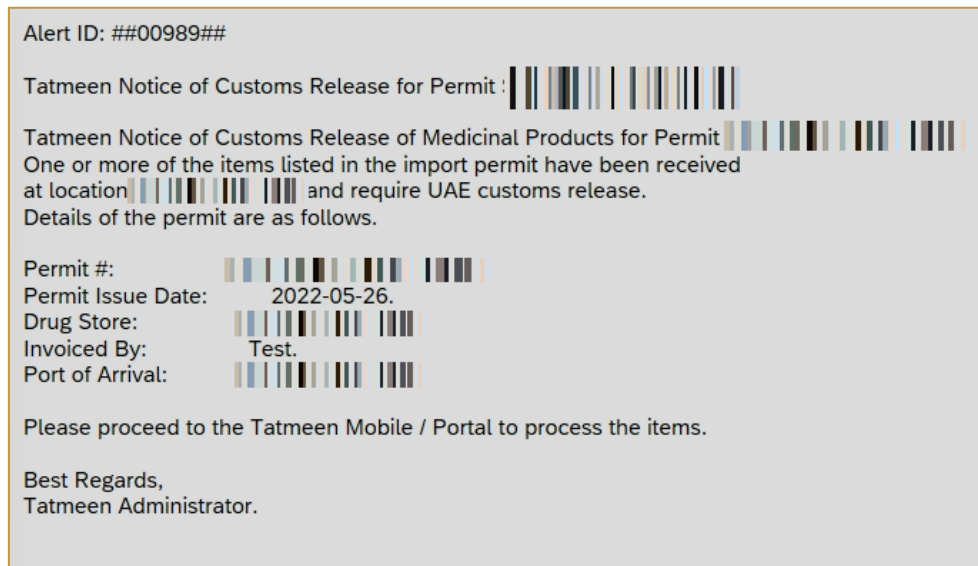 Alert ID: ##00989##
Tatmeen Notice of Customs Release for Permit
Tatmeen Notice of Customs Release of Medicinal Products for Permit
One or more of the items listed in the import permit have been received
at location and require UAE customs release.
Details of the permit are as follows.
Permit #:
Permit Issue Date: 2022-05-26.
Drug Store:
Invoiced By: Test.
Port of Arrival:
Please proceed to the Tatmeen Mobile / Portal to process the items.
Best Regards,
Tatmeen Administrator.